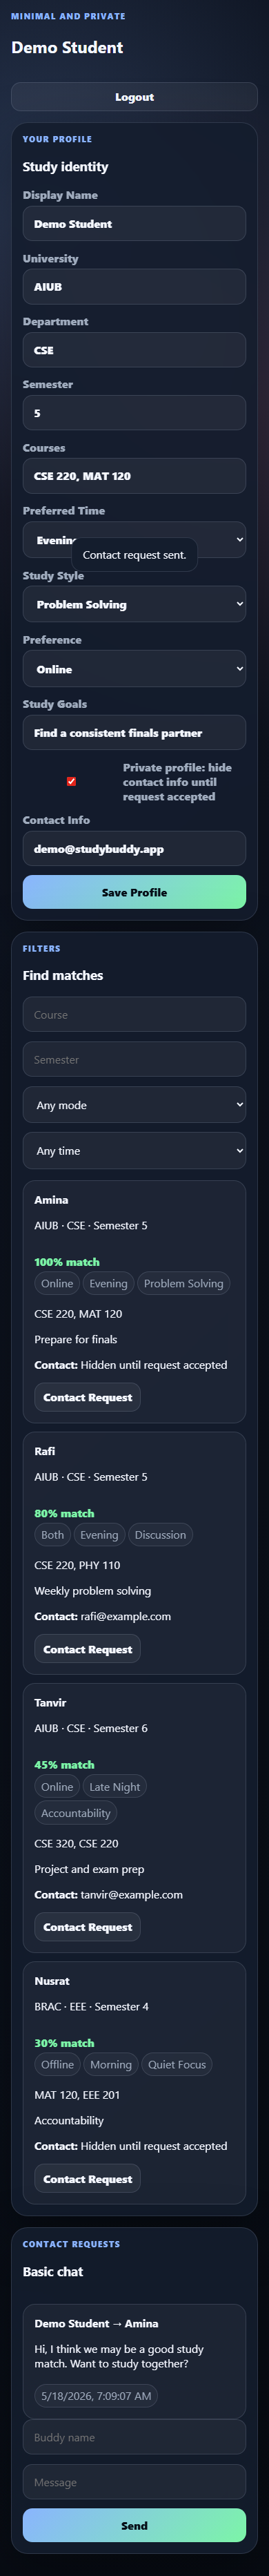 MINIMAL AND PRIVATE
Demo Student
Logout
YOUR PROFILE
Study identity
Display Name
Demo Student
University
AIUB
Department
CSE
Semester
5
Courses
CSE 220, MAT 120
Preferred Time
Evening
Contact request sent.
Study Style
Problem Solving
Preference
Online
Study Goals
Find a consistent finals partner
Private profile: hide
contact info until
request accepted
Contact Info
demo@studybuddy.app
Save Profile
FILTERS
Find matches
Course
Semester
Any mode
Any time
Amina
AIUB · CSE · Semester 5
100% match
Online Evening Problem Solving
CSE 220, MAT 120
Prepare for finals
Contact: Hidden until request accepted
Contact Request
Rafi
AIUB · CSE · Semester 5
80% match
Both Evening Discussion
CSE 220, PHY 110
Weekly problem solving
Contact: rafi@example.com
Contact Request
Tanvir
AIUB · CSE · Semester 6
45% match
Online Late Night
Accountability
CSE 320, CSE 220
Project and exam prep
Contact: tanvir@example.com
Contact Request
Nusrat
BRAC · EEE · Semester 4
30% match
Offline Morning Quiet Focus
MAT 120, EEE 201
Accountability
Contact: Hidden until request accepted
Contact Request
CONTACT REQUESTS
Basic chat
Demo Student → Amina
Hi, I think we may be a good study
match. Want to study together?
5/18/2026, 7:09:07 AM
Buddy name
Message
Send